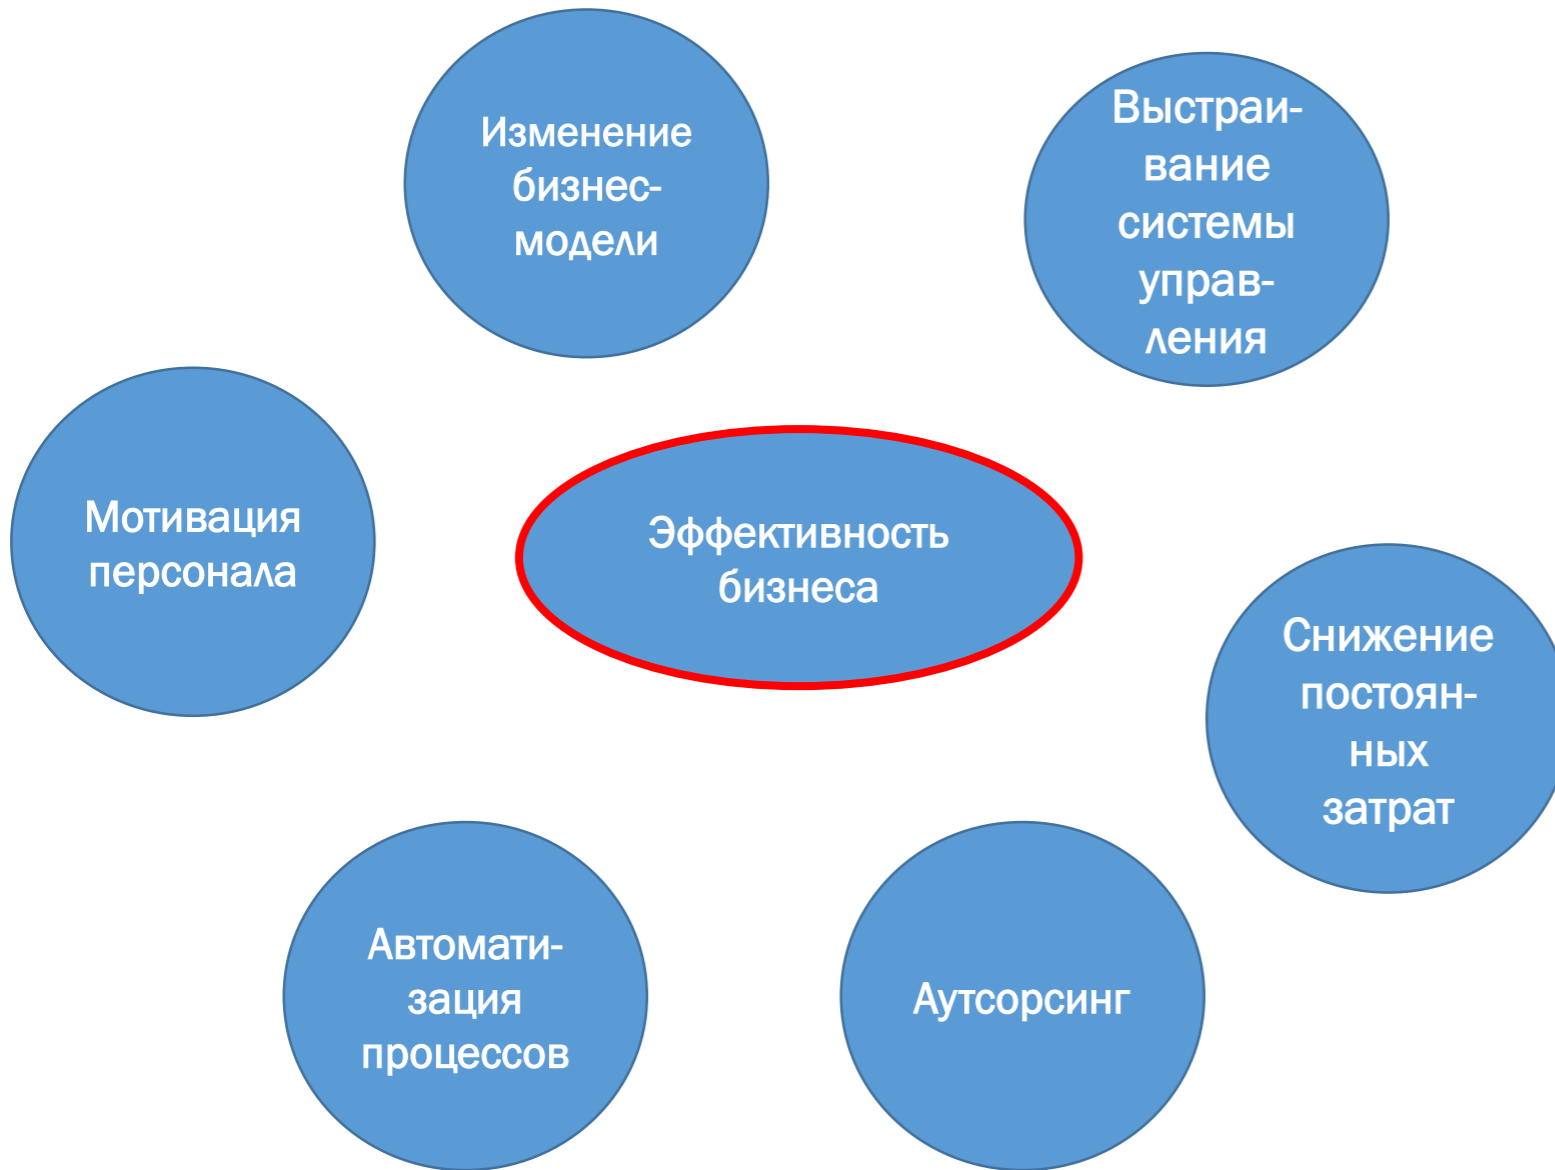 Изменение
бизнес-
модели
Выстраи-
вание
системы
управ-
ления
Мотивация
персонала
Эффективность
бизнеса
Снижение
постоян-
ных
затрат
Автомати-
зация
процессов
Аутсорсинг